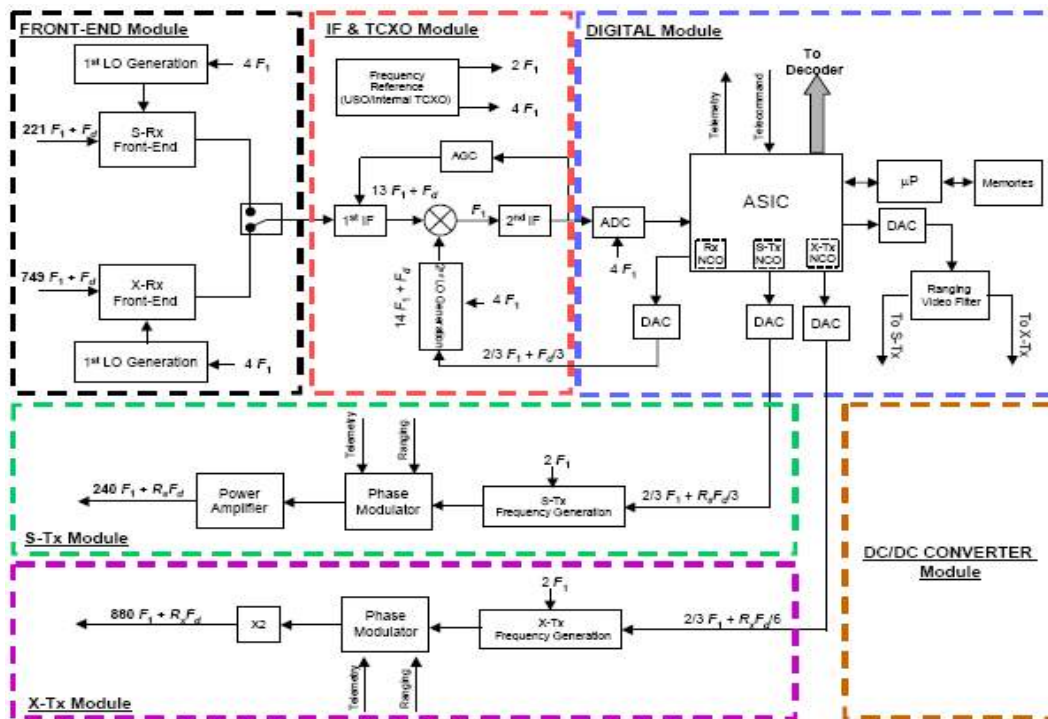 FRONT-END Module
1st LO Generation
4 F1
221 F1 + Fd
S-Rx
Front-End
749 F1 + Fd
X-Rx
Front-End
1st LO Generation
4 F1
IF & TCXO Module
Frequency
Reference
(USO/Internal TCXO)
2 F1
4 F1
AGC
13 F1 + Fd
1st IF
F1
2nd IF
14 F1 + Fd
2nd LO Generation
4 F1
2/3 F1 + Fd/3
DIGITAL Module
To
Decoder
Telemetry
Telecommand
ASIC
µP
Memories
ADC
4 F1
Rx
NCO
S-Tx
NCO
X-Tx
NCO
DAC
DAC
DAC
DAC
Ranging
Video Filter
To S-Tx
To X-Tx
Telemetry
Ranging
2 F1
240 F1 + RsFd
Power
Amplifier
Phase
Modulator
S-Tx
Frequency Generation
2/3 F1 + RsFd/3
S-Tx Module
DC/DC CONVERTER
Module
2 F1
880 F1 + RxFd
X2
Phase
Modulator
X-Tx
Frequency Generation
2/3 F1 + RxFd/6
Telemetry
Ranging
X-Tx Module